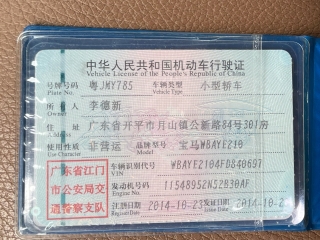 中华人民共和国机动车行驶证
Vehicle License of the People's Republic of China
号牌号码 粤JMY785 车辆类型 小型轿车
Plate No. Vehicle Type
所有人 李德新
Owner
住址 广东省开平市月山镇公新路84号301房
Address
使用性质 非营运 品牌型号 宝马WBAYE210
Use Character Model
广东省江门市公安局交通警察支队
车辆识别代号 WBAYE2104FD840697
VIN
发动机号码 11548952N52B30AF
Engine No.
注册日期 2014-10-23 发证日期 2014-10-2
Register Date Issue Date